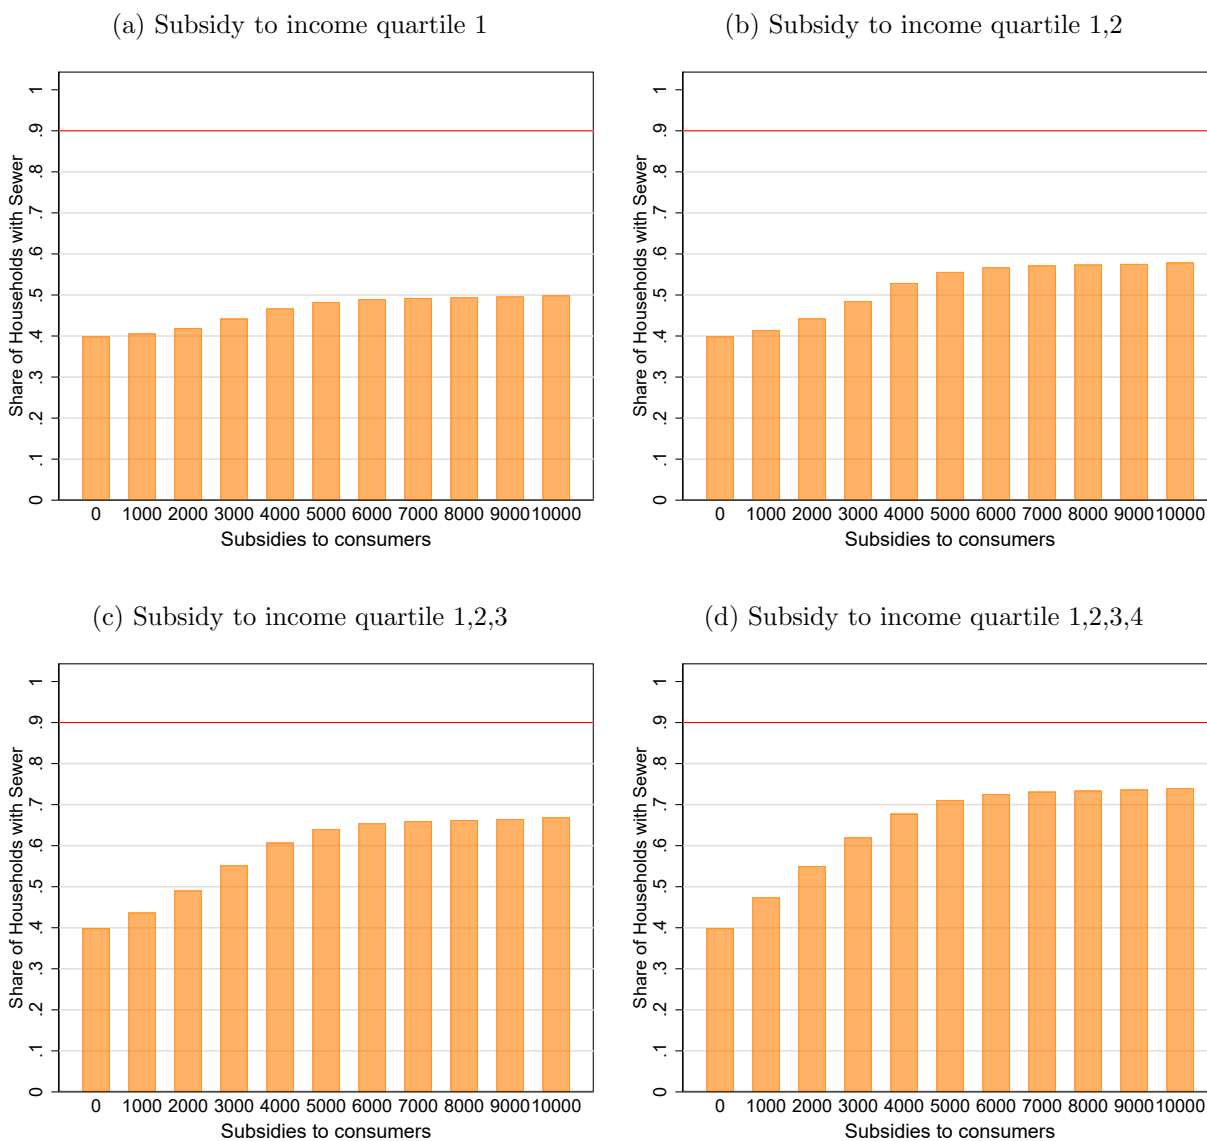 (a) Subsidy to income quartile 1
Share of Households with Sewer
1
.9
.8
.7
.6
.5
.4
.3
.2
.1
0
0 1000 2000 3000 4000 5000 6000 7000 8000 9000 10000
Subsidies to consumers
(b) Subsidy to income quartile 1,2
Share of Households with Sewer
1
.9
.8
.7
.6
.5
.4
.3
.2
.1
0
0 1000 2000 3000 4000 5000 6000 7000 8000 9000 10000
Subsidies to consumers
(c) Subsidy to income quartile 1,2,3
Share of Households with Sewer
1
.9
.8
.7
.6
.5
.4
.3
.2
.1
0
0 1000 2000 3000 4000 5000 6000 7000 8000 9000 10000
Subsidies to consumers
(d) Subsidy to income quartile 1,2,3,4
Share of Households with Sewer
1
.9
.8
.7
.6
.5
.4
.3
.2
.1
0
0 1000 2000 3000 4000 5000 6000 7000 8000 9000 10000
Subsidies to consumers